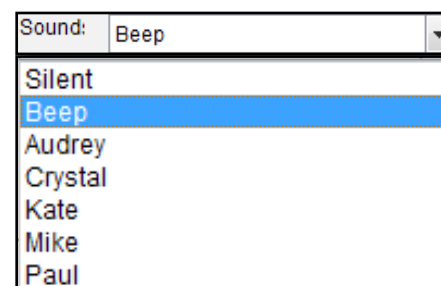 Sound: Beep
Silent
Beep
Audrey
Crystal
Kate
Mike
Paul